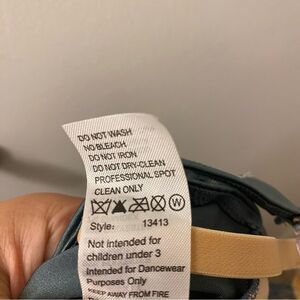 DO NOT WASH
NO BLEACH
DO NOT IRON
DO NOT DRY-CLEAN
PROFESSIONAL SPOT
CLEAN ONLY
W
Style: 13413
Not intended for
children under 3
Intended for Dancewear
Purposes Only
KEEP AWAY FROM FIRE